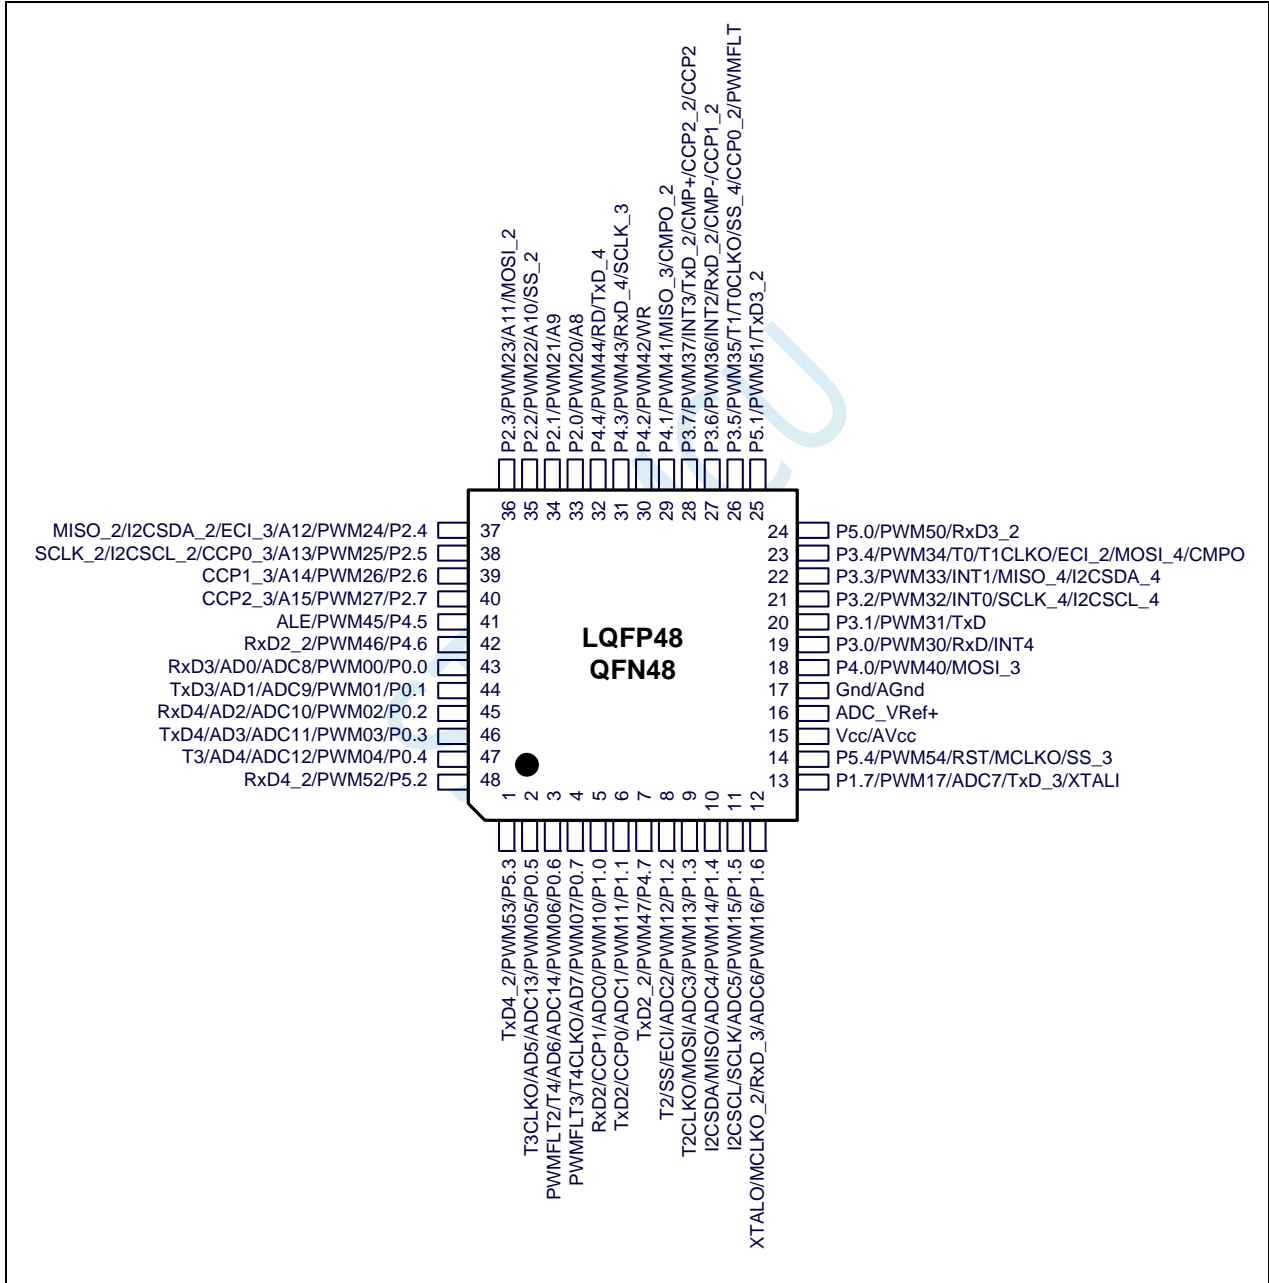 P2.3/PWM23/A11/MOSI_2
P2.2/PWM22/A10/SS_2
P2.1/PWM21/A9
P2.0/PWM20/A8
P4.4/PWM44/RD/TxD_4
P4.3/PWM43/RxD_4/SCLK_3
P4.2/PWM42/WR
P4.1/PWM41/MISO_3/CMPO_2
P3.7/PWM37/INT3/TxD_2/CMP+/CCP2_2/CCP2
P3.6/PWM36/INT2/RxD_2/CMP-/CCP1_2
P3.5/PWM35/T1/T0CLKO/SS_4/CCP0_2/PWMFLT
P5.1/PWM51/TxD3_2
36 35 34 33 32 31 30 29 28 27 26 25
MISO_2/I2CSDA_2/ECI_3/A12/PWM24/P2.4 37
SCLK_2/I2CSCL_2/CCP0_3/A13/PWM25/P2.5 38
CCP1_3/A14/PWM26/P2.6 39
CCP2_3/A15/PWM27/P2.7 40
ALE/PWM45/P4.5 41
RxD2_2/PWM46/P4.6 42
RxD3/AD0/ADC8/PWM00/P0.0 43
TxD3/AD1/ADC9/PWM01/P0.1 44
RxD4/AD2/ADC10/PWM02/P0.2 45
TxD4/AD3/ADC11/PWM03/P0.3 46
T3/AD4/ADC12/PWM04/P0.4 47
RxD4_2/PWM52/P5.2 48
LQFP48
QFN48
24 P5.0/PWM50/RxD3_2
23 P3.4/PWM34/T0/T1CLKO/ECI_2/MOSI_4/CMPO
22 P3.3/PWM33/INT1/MISO_4/I2CSDA_4
21 P3.2/PWM32/INT0/SCLK_4/I2CSCL_4
20 P3.1/PWM31/TxD
19 P3.0/PWM30/RxD/INT4
18 P4.0/PWM40/MOSI_3
17 Gnd/AGnd
16 ADC_VRef+
15 Vcc/AVcc
14 P5.4/PWM54/RST/MCLKO/SS_3
13 P1.7/PWM17/ADC7/TxD_3/XTALI
1 2 3 4 5 6 7 8 9 10 11 12
TxD4_2/PWM53/P5.3
T3CLKO/AD5/ADC13/PWM05/P0.5
PWMFLT2/T4/AD6/ADC14/PWM06/P0.6
PWMFLT3/T4CLKO/AD7/PWM07/P0.7
RxD2/CCP1/ADC0/PWM10/P1.0
TxD2/CCP0/ADC1/PWM11/P1.1
TxD2_2/PWM47/P4.7
T2/SS/ECI/ADC2/PWM12/P1.2
T2CLKO/MOSI/ADC3/PWM13/P1.3
I2CSDA/MISO/ADC4/PWM14/P1.4
I2CSCL/SCLK/ADC5/PWM15/P1.5
XTALO/MCLKO_2/RxD_3/ADC6/PWM16/P1.6